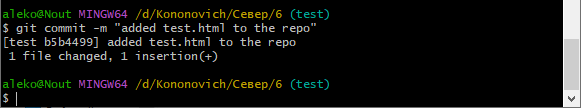 aleko@Nout MINGW64 /d/Kononovich/Север/6 (test)
$ git commit -m "added test.html to the repo"
[test b5b4499] added test.html to the repo
 1 file changed, 1 insertion(+)
aleko@Nout MINGW64 /d/Kononovich/Север/6 (test)
$